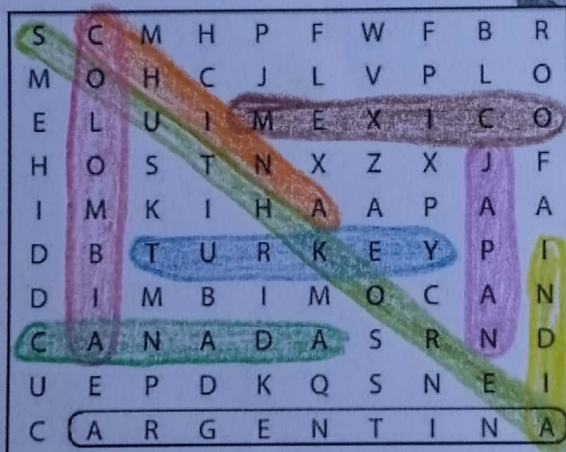 S C M H P F W F B R
M O H C J L V P L O
E L U I M E X I C O
H O S T N X Z X J F
I M K I H A A P A A
D B T U R K E Y P I
D I M B I M O C A N
C A N A D A S R N D
U E P D K Q S N E I
C A R G E N T I N A